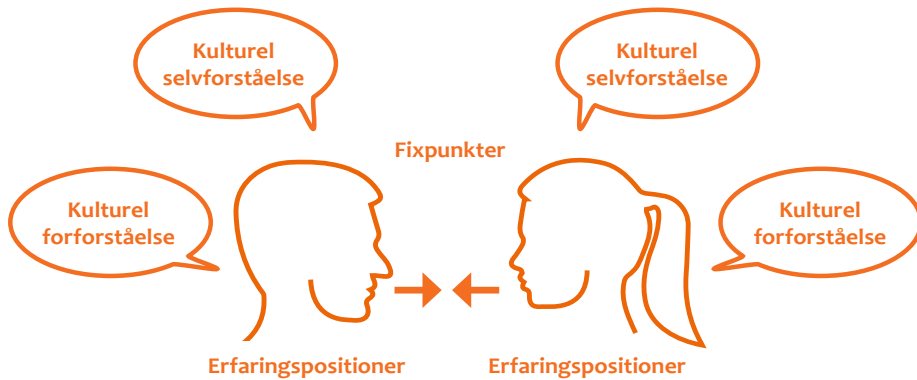 Kulturel
selvforståelse
Kulturel
selvforståelse
Fixpunkter
Kulturel
forforståelse
Kulturel
forforståelse
Erfaringspositioner
Erfaringspositioner